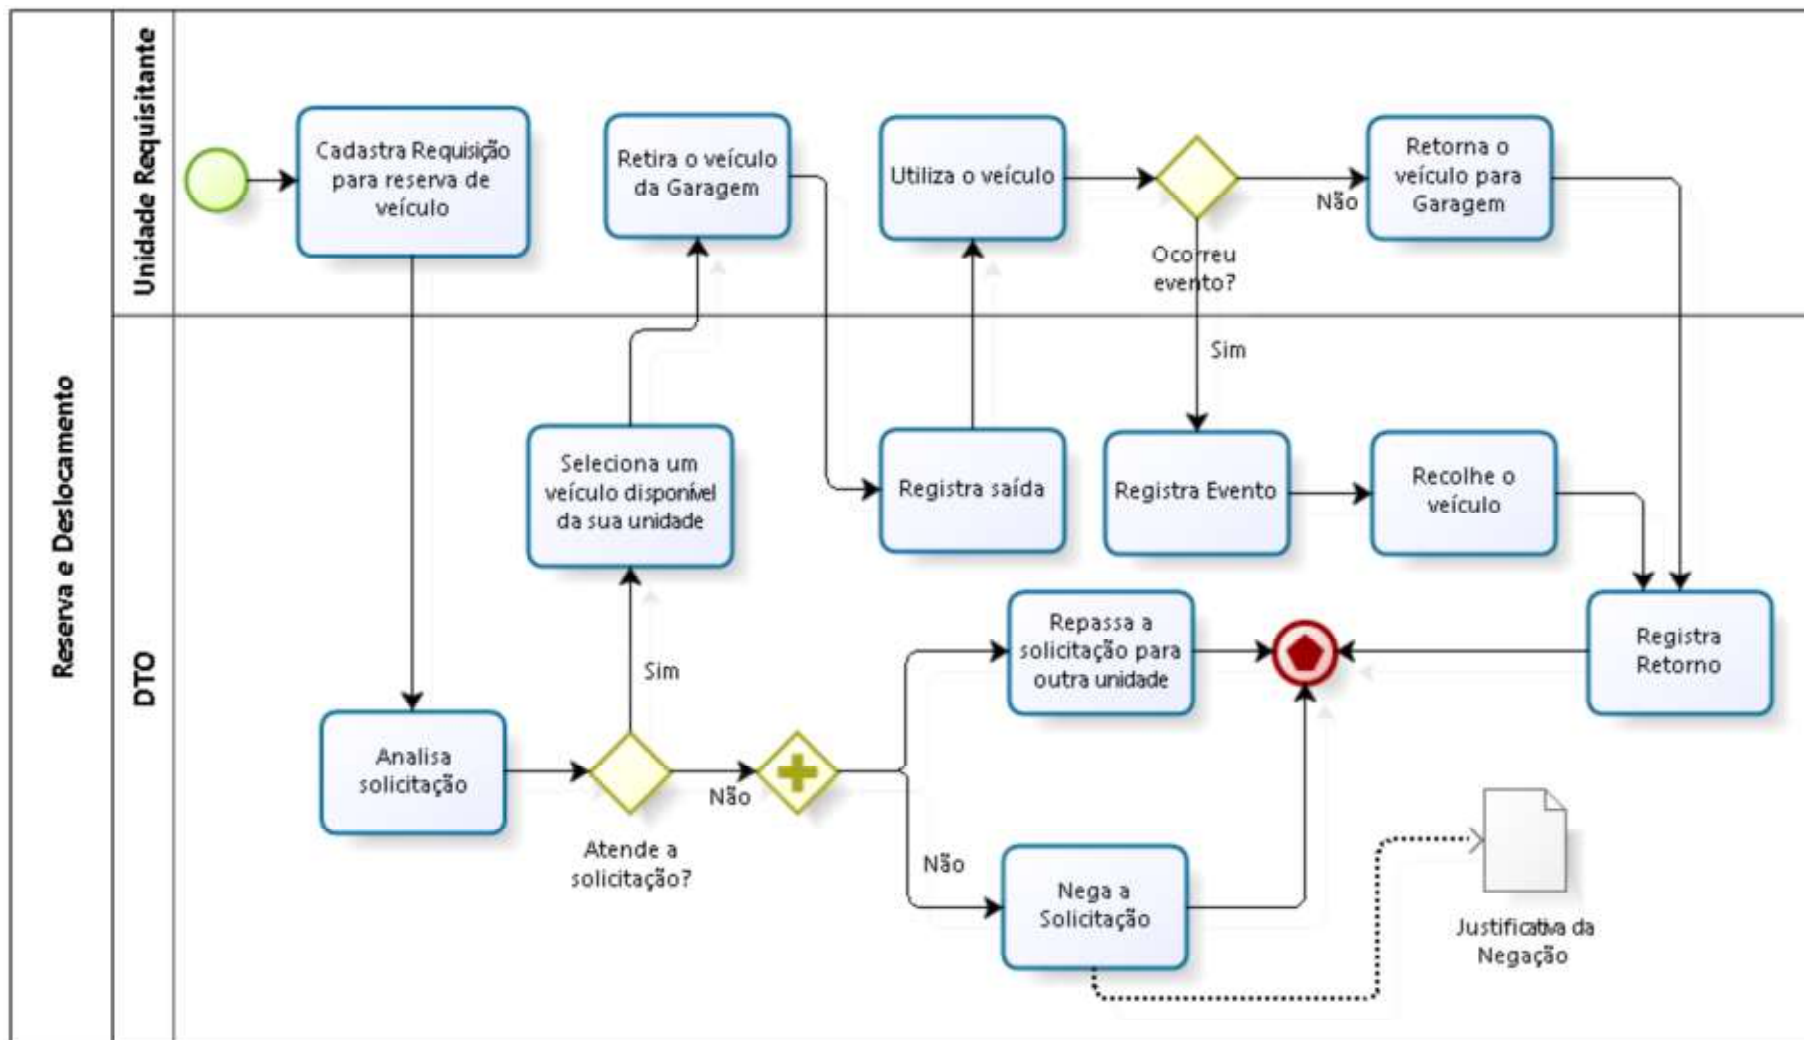 Reserva e Deslocamento
Unidade Requisitante
Cadastra Requisição
para reserva de
veículo
Retira o veículo
da Garagem
Utiliza o veículo
Ocorreu
evento?
Não
Retorna o
veículo para
Garagem
DTO
Sim
Seleciona um
veículo disponível
da sua unidade
Registra saída
Registra Evento
Recolhe o
veículo
Analisa
solicitação
Atende a
solicitação?
Sim
Não
Repassa a
solicitação para
outra unidade
Registra
Retorno
Não
Nega a
Solicitação
Justificativa da
Negação